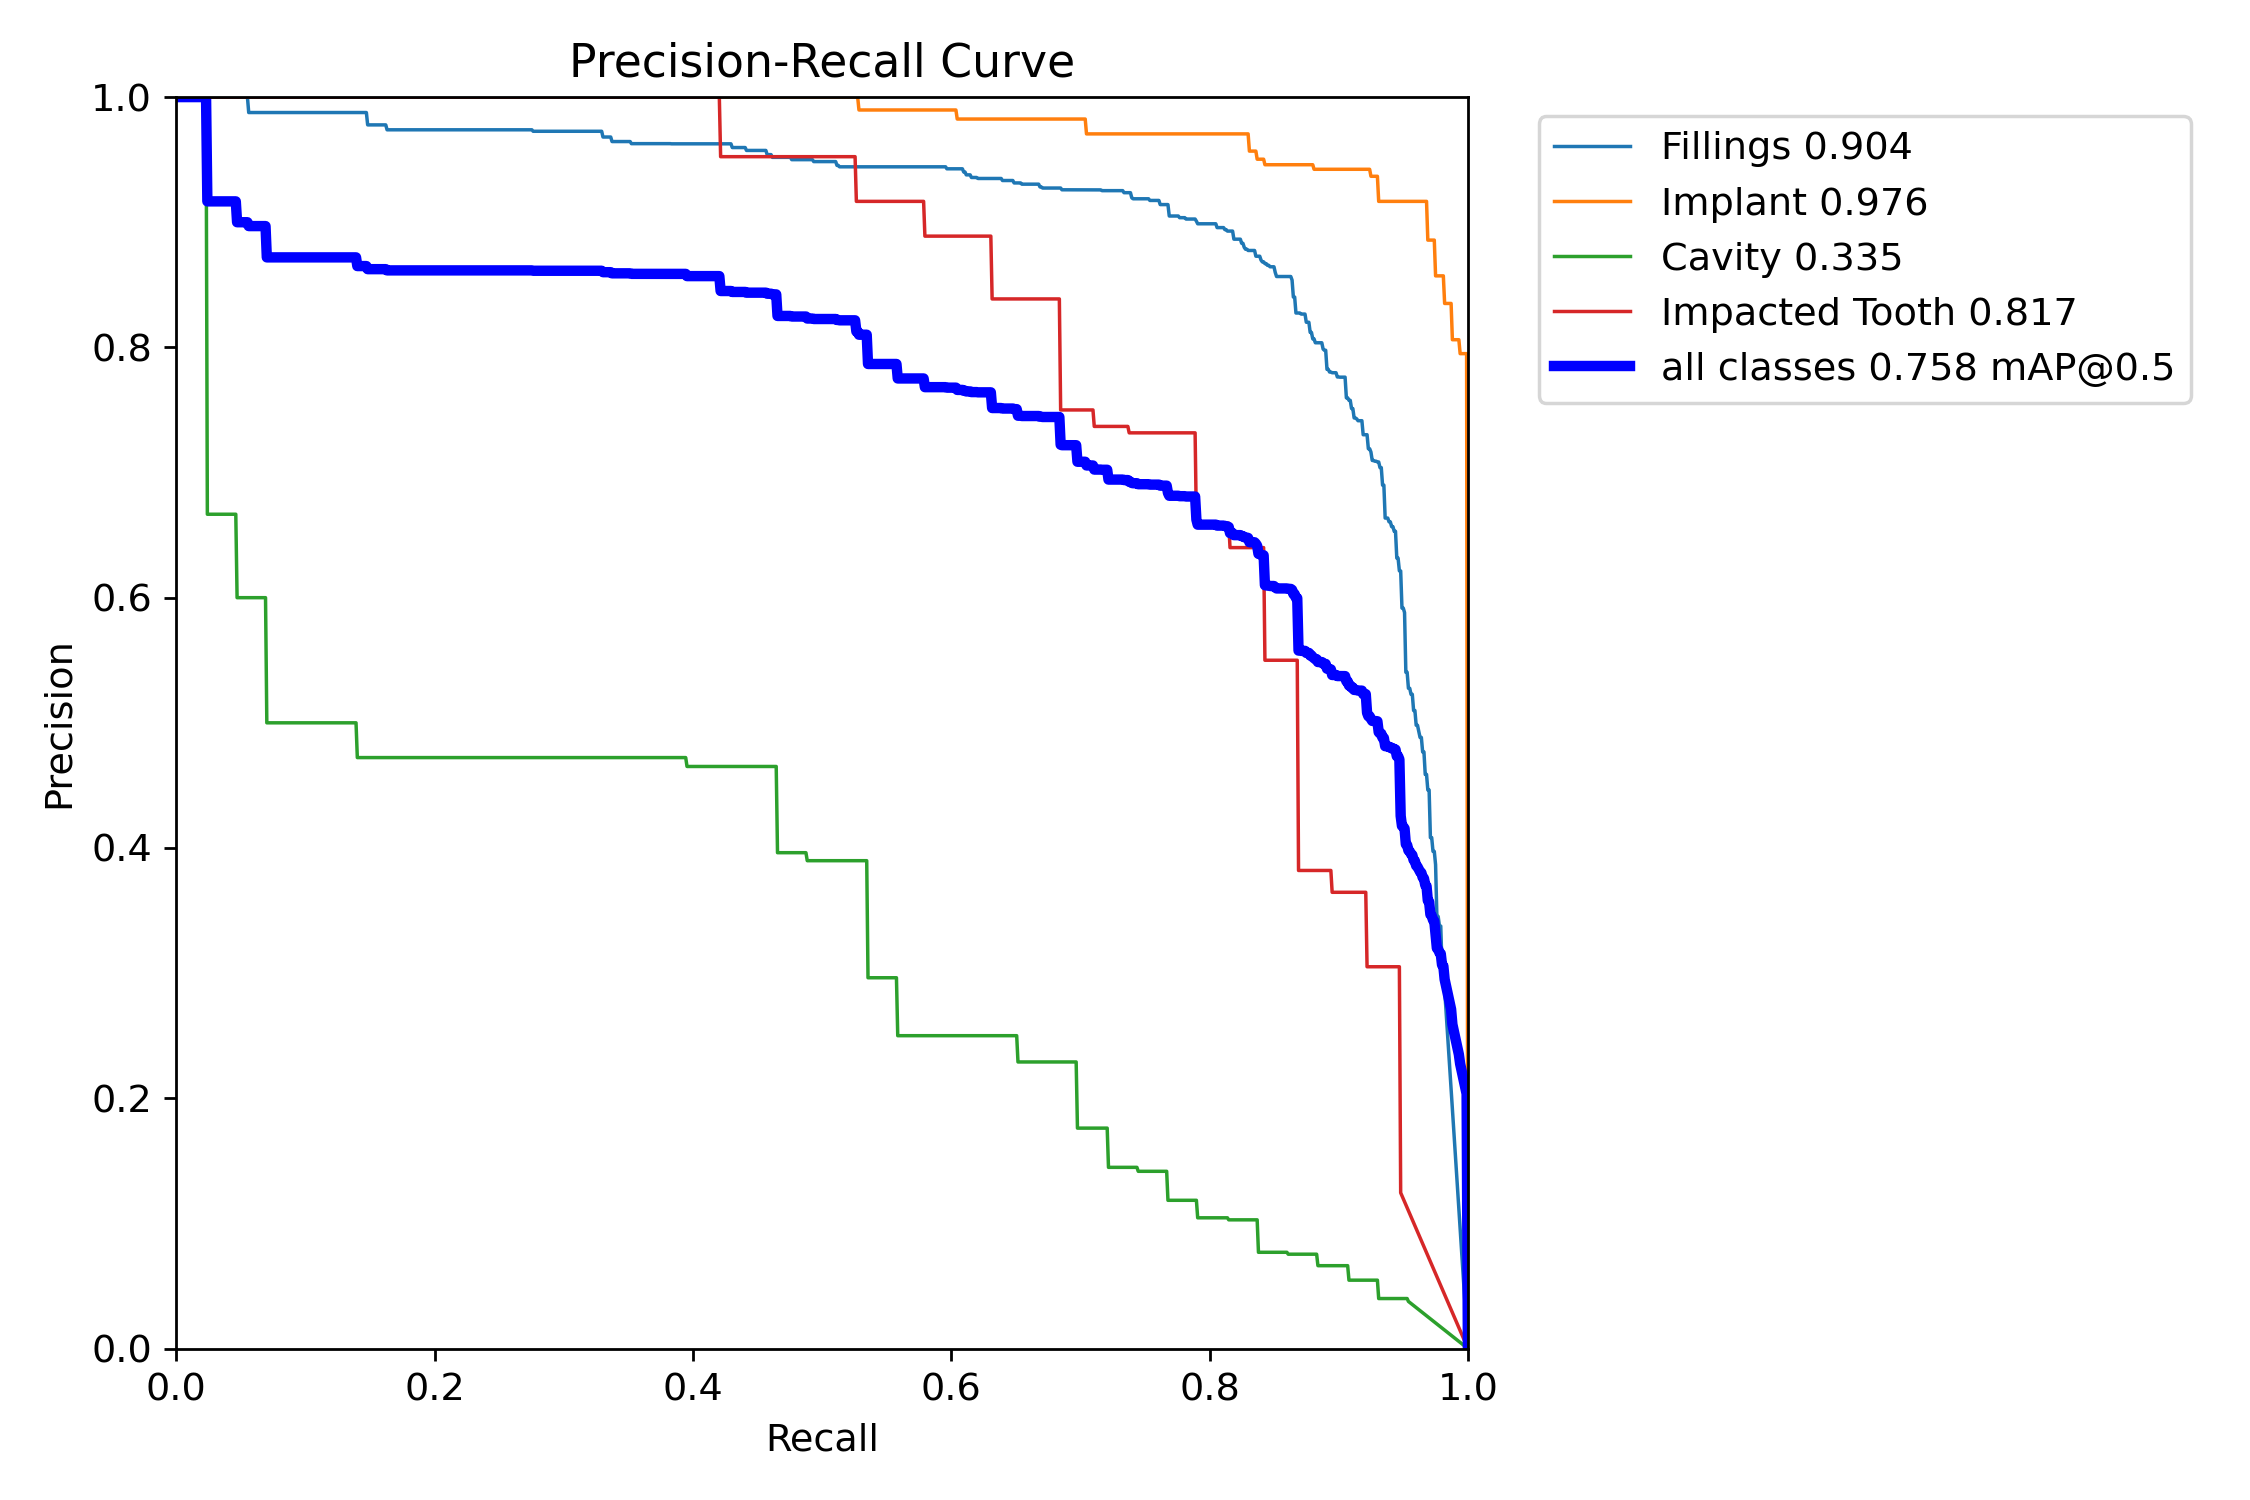 Precision-Recall Curve
1.0
0.8
0.6
0.4
0.2
0.0
Precision
0.0 0.2 0.4 0.6 0.8 1.0
Recall
Fillings 0.904
Implant 0.976
Cavity 0.335
Impacted Tooth 0.817
all classes 0.758 mAP@0.5